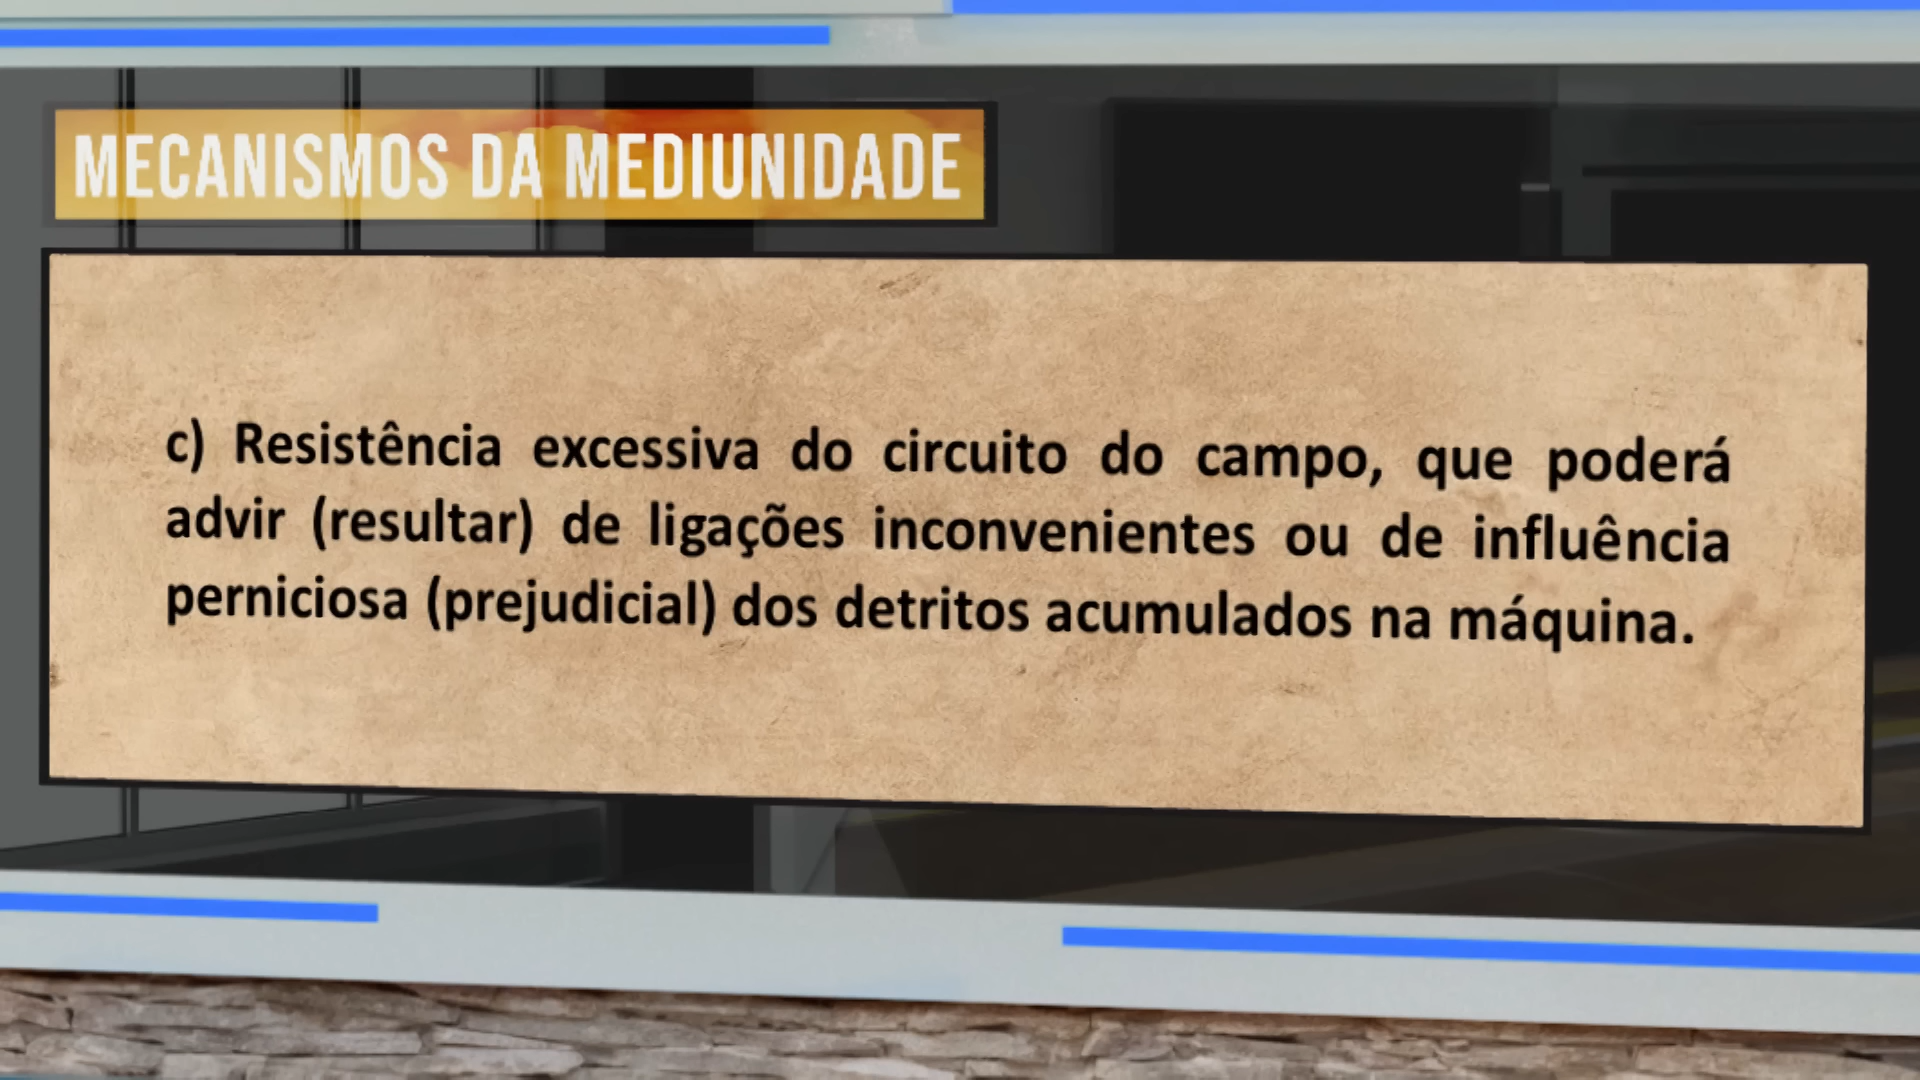 MECANISMOS DA MEDIUNIDADE
c) Resistência excessiva do circuito do campo, que poderá
advir (resultar) de ligações inconvenientes ou de influência
perniciosa (prejudicial) dos detritos acumulados na máquina.